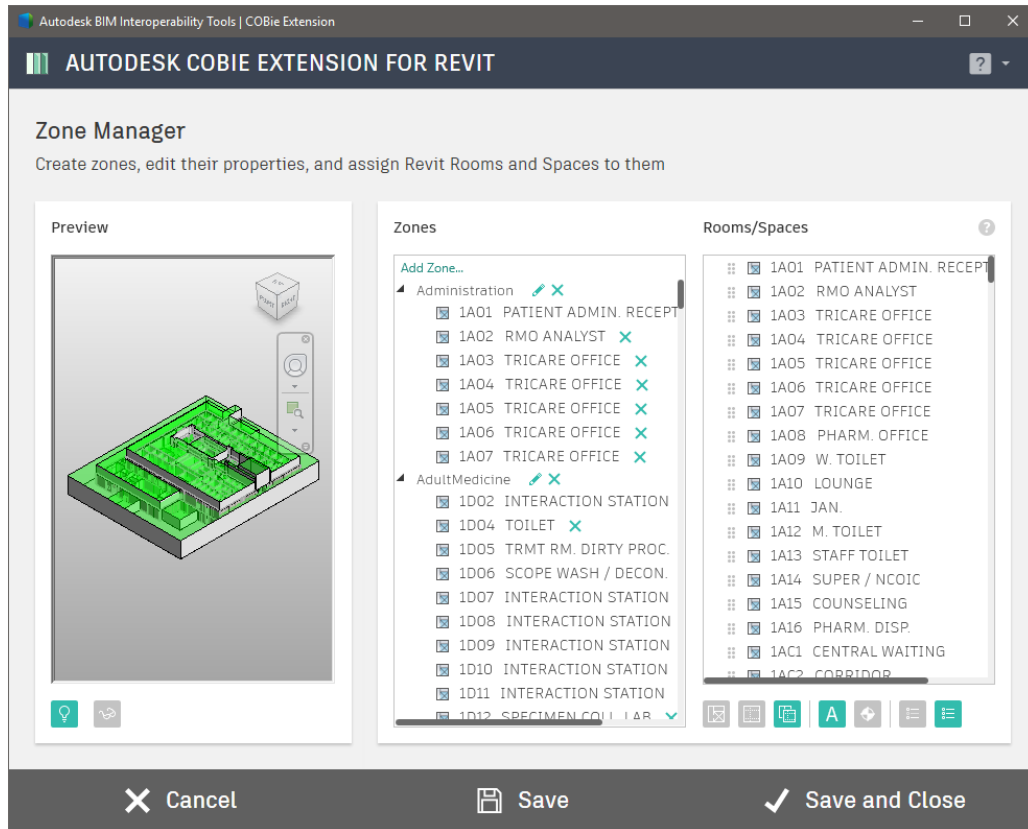 Autodesk BIM Interoperability Tools | COBie Extension
AUTODESK COBIE EXTENSION FOR REVIT
?
Zone Manager
Create zones, edit their properties, and assign Revit Rooms and Spaces to them
Preview
Zones
Add Zone...
Administration
1A01 PATIENT ADMIN. RECEPT
1A02 RMO ANALYST
1A03 TRICARE OFFICE
1A04 TRICARE OFFICE
1A05 TRICARE OFFICE
1A06 TRICARE OFFICE
1A07 TRICARE OFFICE
AdultMedicine
1D02 INTERACTION STATION
1D04 TOILET
1D05 TRMT RM. DIRTY PROC.
1D06 SCOPE WASH / DECON.
1D07 INTERACTION STATION
1D08 INTERACTION STATION
1D09 INTERACTION STATION
1D10 INTERACTION STATION
1D11 INTERACTION STATION
1D12 SPECIMEN COLL. LAB
Rooms/Spaces
?
1A01 PATIENT ADMIN. RECEPT
1A02 RMO ANALYST
1A03 TRICARE OFFICE
1A04 TRICARE OFFICE
1A05 TRICARE OFFICE
1A06 TRICARE OFFICE
1A07 TRICARE OFFICE
1A08 PHARM. OFFICE
1A09 W. TOILET
1A10 LOUNGE
1A11 JAN.
1A12 M. TOILET
1A13 STAFF TOILET
1A14 SUPER / NCOIC
1A15 COUNSELING
1A16 PHARM. DISP.
1AC1 CENTRAL WAITING
1AC2 CORRIDOR
A
Cancel
Save
Save and Close